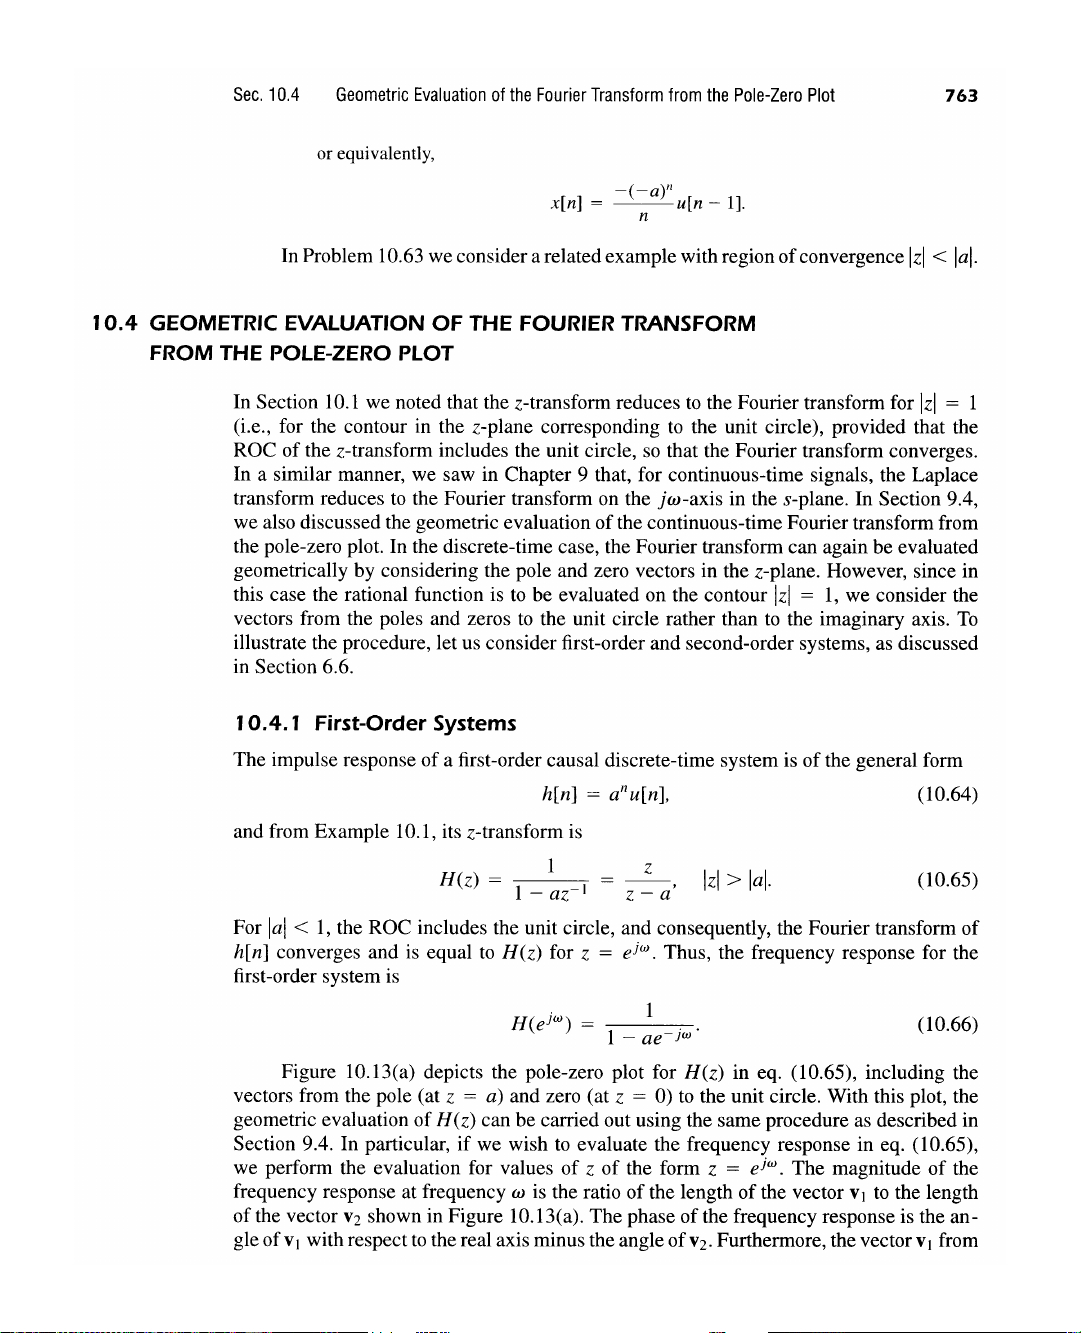 Sec. 10.4 Geometric Evaluation of the Fourier Transform from the Pole-Zero Plot 763
or equivalently,
x[n] = \frac{-(-a)^n}{n} u[n − 1].
In Problem 10.63 we consider a related example with region of convergence |z| < |a|.
10.4 GEOMETRIC EVALUATION OF THE FOURIER TRANSFORM
FROM THE POLE-ZERO PLOT
In Section 10.1 we noted that the z-transform reduces to the Fourier transform for |z| = 1
(i.e., for the contour in the z-plane corresponding to the unit circle), provided that the
ROC of the z-transform includes the unit circle, so that the Fourier transform converges.
In a similar manner, we saw in Chapter 9 that, for continuous-time signals, the Laplace
transform reduces to the Fourier transform on the jω-axis in the s-plane. In Section 9.4,
we also discussed the geometric evaluation of the continuous-time Fourier transform from
the pole-zero plot. In the discrete-time case, the Fourier transform can again be evaluated
geometrically by considering the pole and zero vectors in the z-plane. However, since in
this case the rational function is to be evaluated on the contour |z| = 1, we consider the
vectors from the poles and zeros to the unit circle rather than to the imaginary axis. To
illustrate the procedure, let us consider first-order and second-order systems, as discussed
in Section 6.6.
10.4.1 First-Order Systems
The impulse response of a first-order causal discrete-time system is of the general form
h[n] = a^n u[n], (10.64)
and from Example 10.1, its z-transform is
H(z) = \frac{1}{1 − az^{−1}} = \frac{z}{z − a}, |z| > |a|. (10.65)
For |a| < 1, the ROC includes the unit circle, and consequently, the Fourier transform of
h[n] converges and is equal to H(z) for z = e^{jω}. Thus, the frequency response for the
first-order system is
H(e^{jω}) = \frac{1}{1 − ae^{−jω}}. (10.66)
Figure 10.13(a) depicts the pole-zero plot for H(z) in eq. (10.65), including the
vectors from the pole (at z = a) and zero (at z = 0) to the unit circle. With this plot, the
geometric evaluation of H(z) can be carried out using the same procedure as described in
Section 9.4. In particular, if we wish to evaluate the frequency response in eq. (10.65),
we perform the evaluation for values of z of the form z = e^{jω}. The magnitude of the
frequency response at frequency ω is the ratio of the length of the vector v₁ to the length
of the vector v₂ shown in Figure 10.13(a). The phase of the frequency response is the an-
gle of v₁ with respect to the real axis minus the angle of v₂. Furthermore, the vector v₁ from